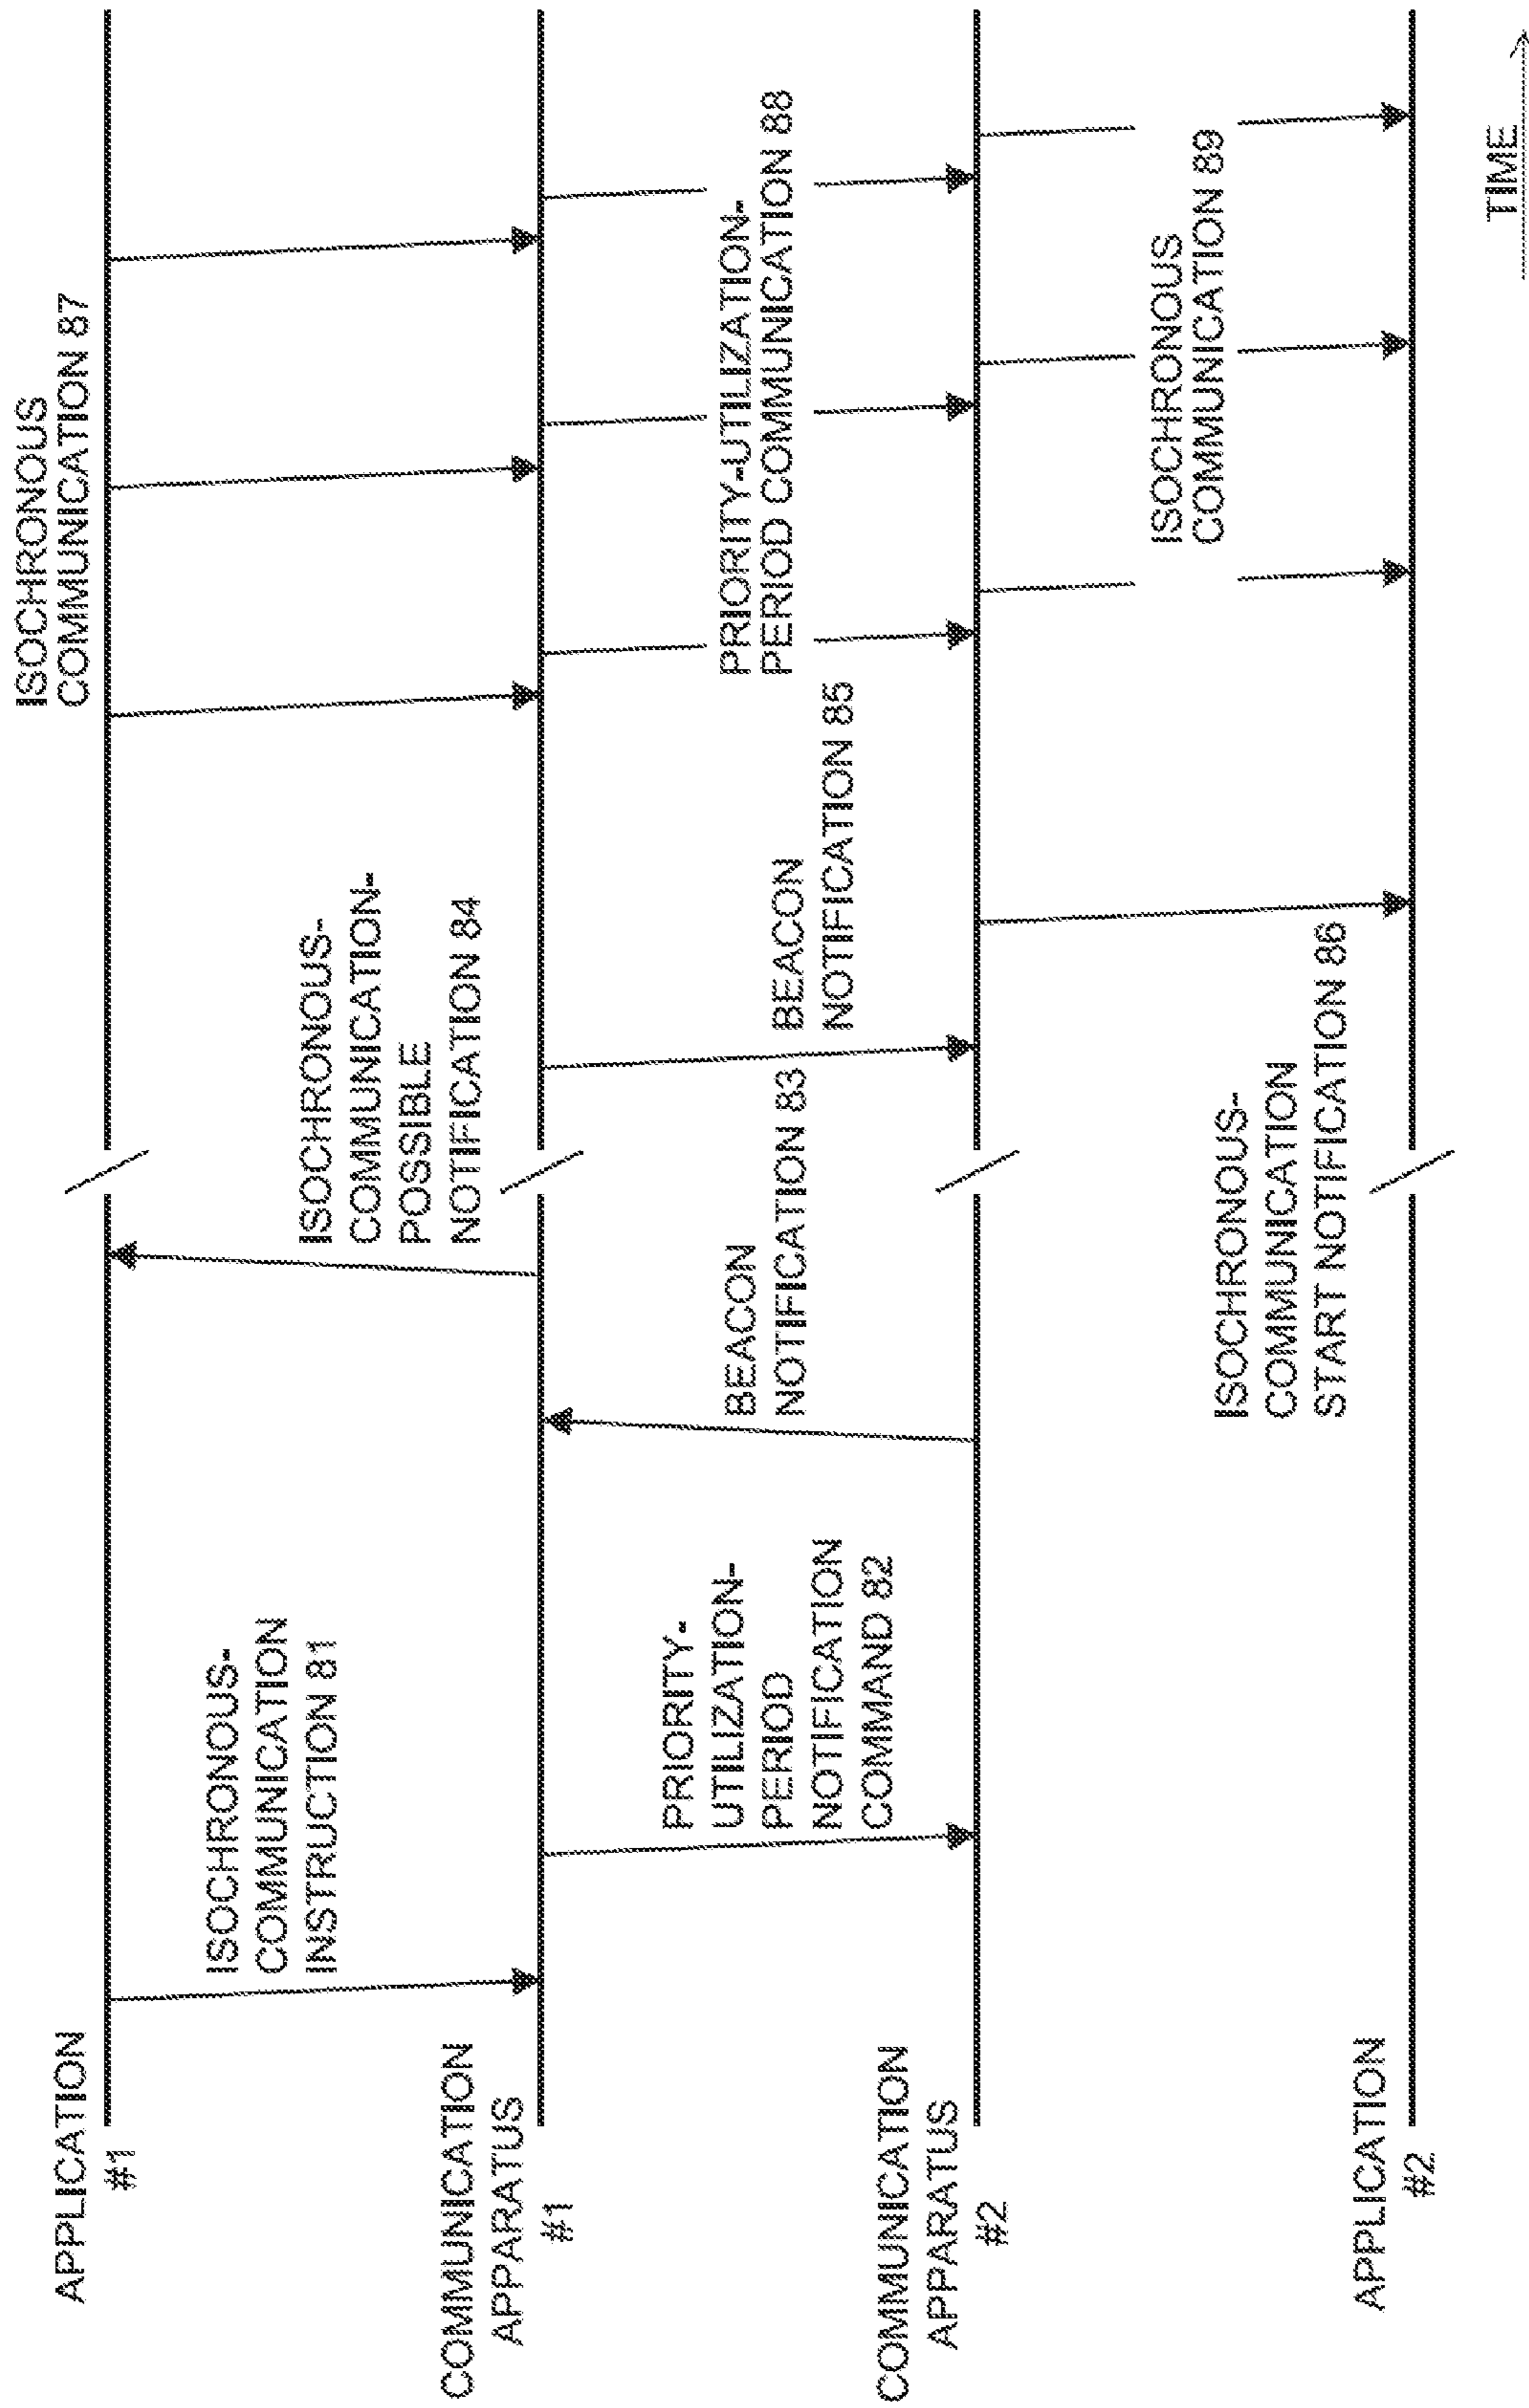 APPLICATION
#1
COMMUNICATION
APPARATUS
#1
COMMUNICATION
APPARATUS
#2
APPLICATION
#2
ISOCHRONOUS-
COMMUNICATION
INSTRUCTION 81
PRIORITY-
UTILIZATION-
PERIOD
NOTIFICATION
COMMAND 82
BEACON
NOTIFICATION 83
ISOCHRONOUS-
COMMUNICATION-
POSSIBLE
NOTIFICATION 84
BEACON
NOTIFICATION 85
ISOCHRONOUS-
COMMUNICATION
START NOTIFICATION 86
ISOCHRONOUS
COMMUNICATION 87
PRIORITY-UTILIZATION-
PERIOD COMMUNICATION 88
ISOCHRONOUS
COMMUNICATION 89
TIME